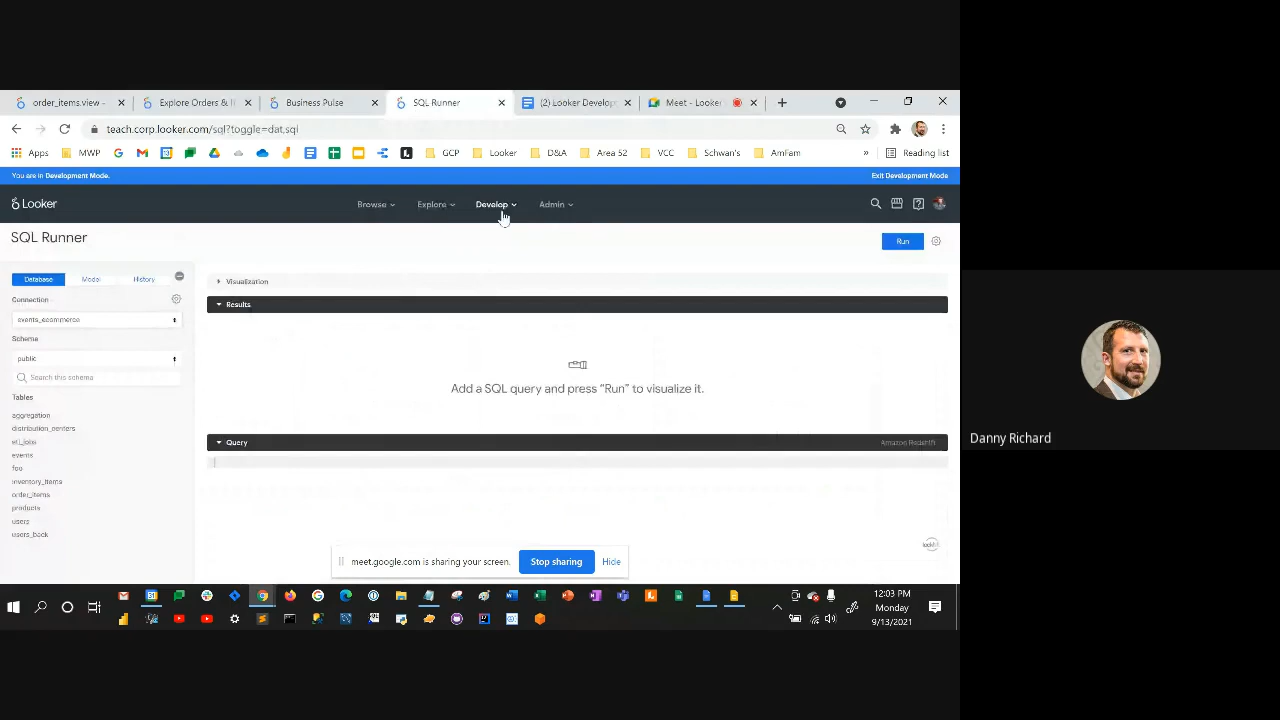 order_items.view –
Explore Orders & I
Business Pulse
SQL Runner
(2) Looker Develop
Meet - Looker
teach.corp.looker.com/sql?toggle=dat,sql
Apps
MWP
GCP
Looker
D&A
Area 52
VCC
Schwan's
AmFam
»
Reading list
You are in Development Mode.
Exit Development Mode
Looker
Browse
Explore
Develop
Admin
SQL Runner
Run
Database
Model
History
Connection
events_ecommerce
Schema
public
Search this schema
Tables
aggregation
distribution_centers
etl_jobs
events
foo
inventory_items
order_items
products
users
users_back
Visualization
Results
Add a SQL query and press “Run” to visualize it.
Query
Amazon Redshift
meet.google.com is sharing your screen.
Stop sharing
Hide
12:03 PM
Monday
9/13/2021
Danny Richard